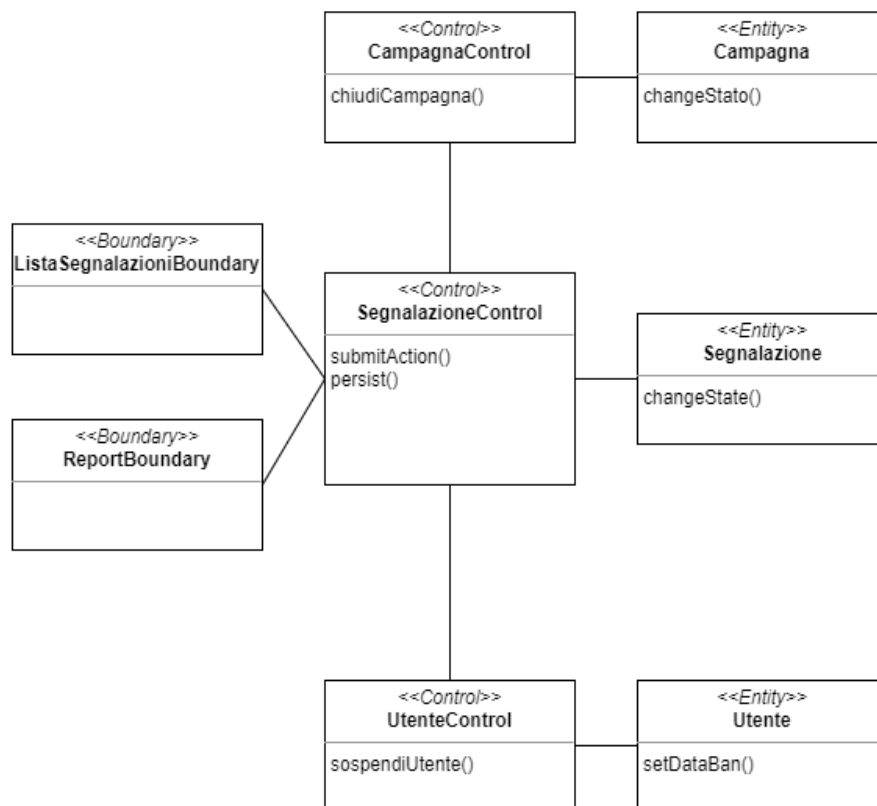 <<Control>>
CampagnaControl
chiudiCampagna()
<<Entity>>
Campagna
changeStato()
<<Boundary>>
ListaSegnalazioniBoundary
<<Control>>
SegnalazioneControl
submitAction()
persist()
<<Entity>>
Segnalazione
changeState()
<<Boundary>>
ReportBoundary
<<Control>>
UtenteControl
sospendiUtente()
<<Entity>>
Utente
setDataBan()